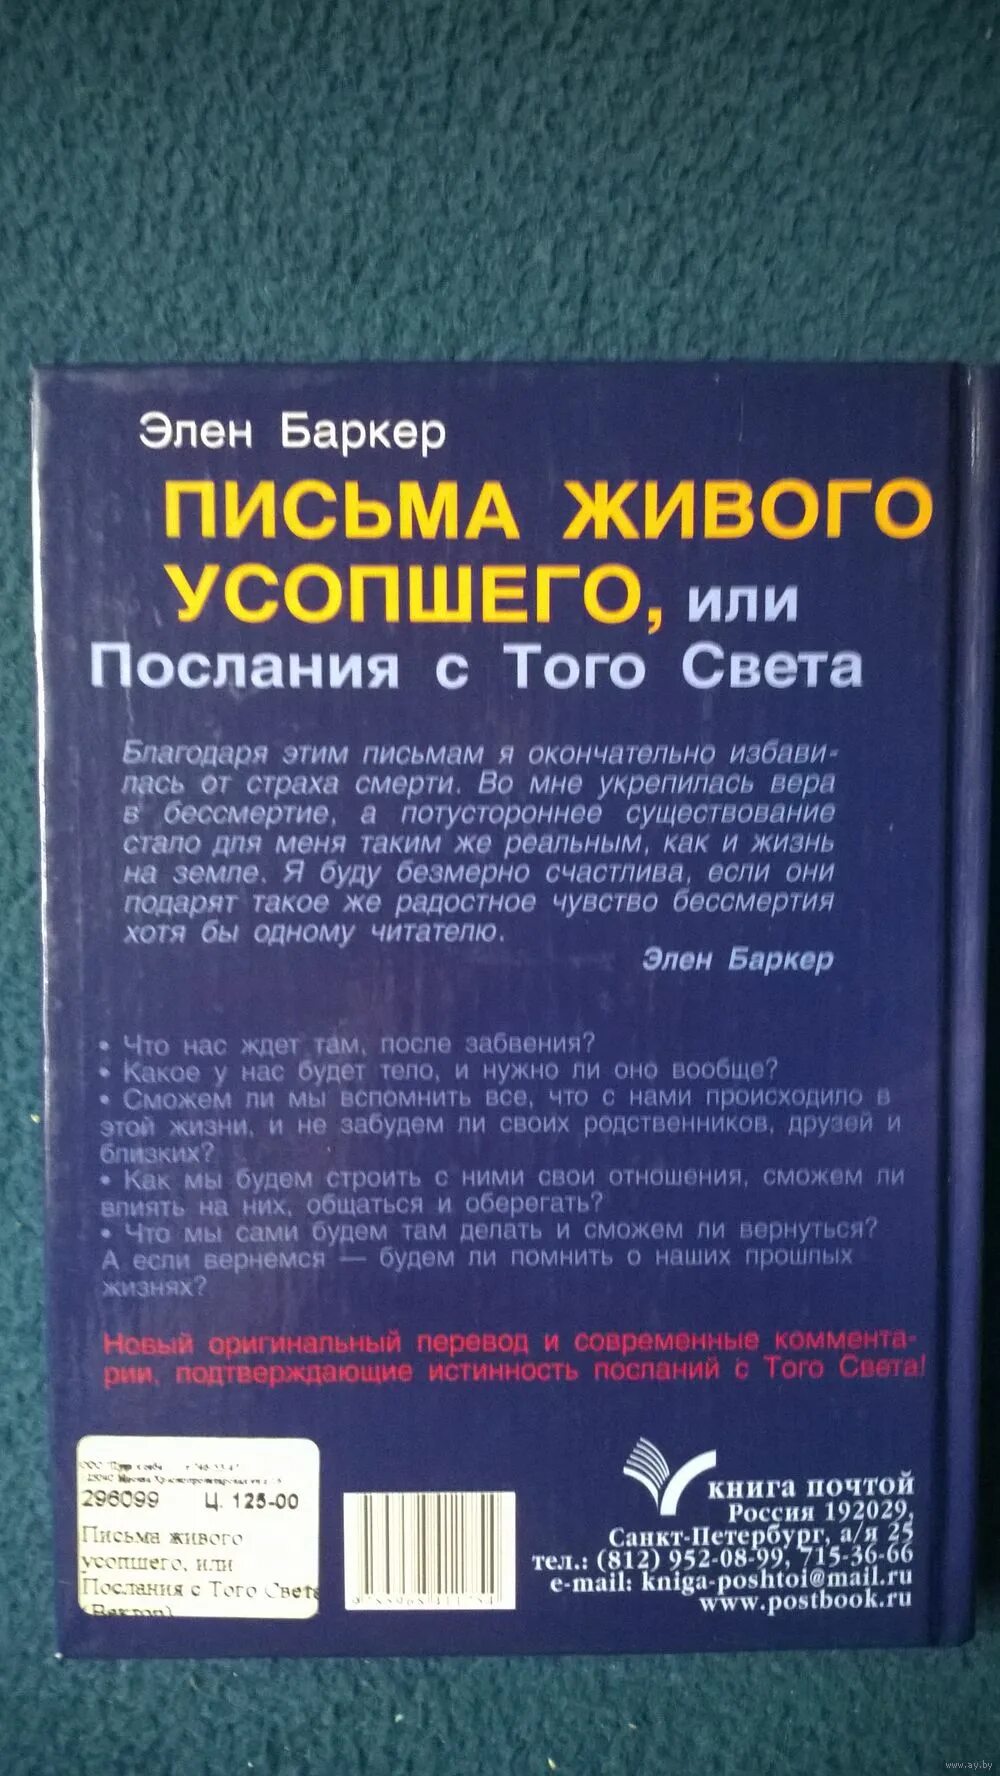 Элен Баркер
ПИСЬМА ЖИВОГО
УСОПШЕГО, или
Послания с Того Света
Благодаря этим письмам я окончательно избави-
лась от страха смерти. Во мне укрепилась вера
в бессмертие, а потустороннее существование
стало для меня таким же реальным, как и жизнь
на земле. Я буду безмерно счастлива, если они
подарят такое же радостное чувство бессмертия
хотя бы одному читателю.
Элен Баркер
• Что нас ждет там, после забвения?
• Какое у нас будет тело, и нужно ли оно вообще?
• Сможем ли мы вспомнить все, что с нами происходило в
этой жизни, и не забудем ли своих родственников, друзей и
близких?
• Как мы будем строить с ними свои отношения, сможем ли
влиять на них, общаться и оберегать?
• Что мы сами будем там делать и сможем ли вернуться?
А если вернемся — будем ли помнить о наших прошлых
жизнях?
Новый оригинальный перевод и современные коммента-
рии, подтверждающие истинность посланий с Того Света!
ООО
Москва
296099 Ц. 125-00
Письма живого
усопшего, или
Послания с Того Света
(Вектор)
книга почтой
Россия 192029,
Санкт-Петербург, а/я 25
тел.: (812) 952-08-99, 715-36-66
e-mail: kniga-poshtoi@mail.ru
www.postbook.ru
www.ay.by